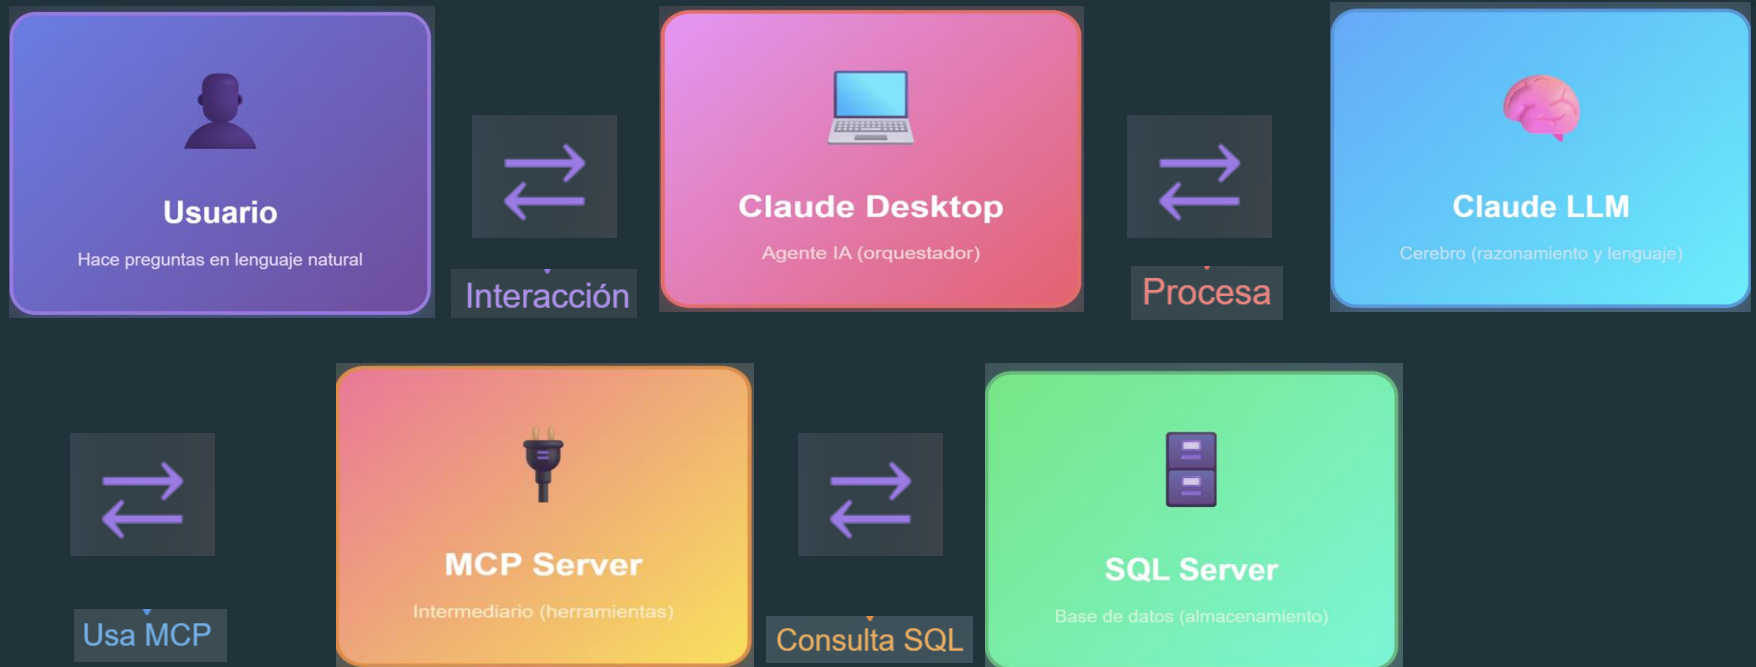 Usuario
Hace preguntas en lenguaje natural
Interacción
Claude Desktop
Agente IA (orquestador)
Procesa
Claude LLM
Cerebro (razonamiento y lenguaje)
Usa MCP
MCP Server
Intermediario (herramientas)
Consulta SQL
SQL Server
Base de datos (almacenamiento)